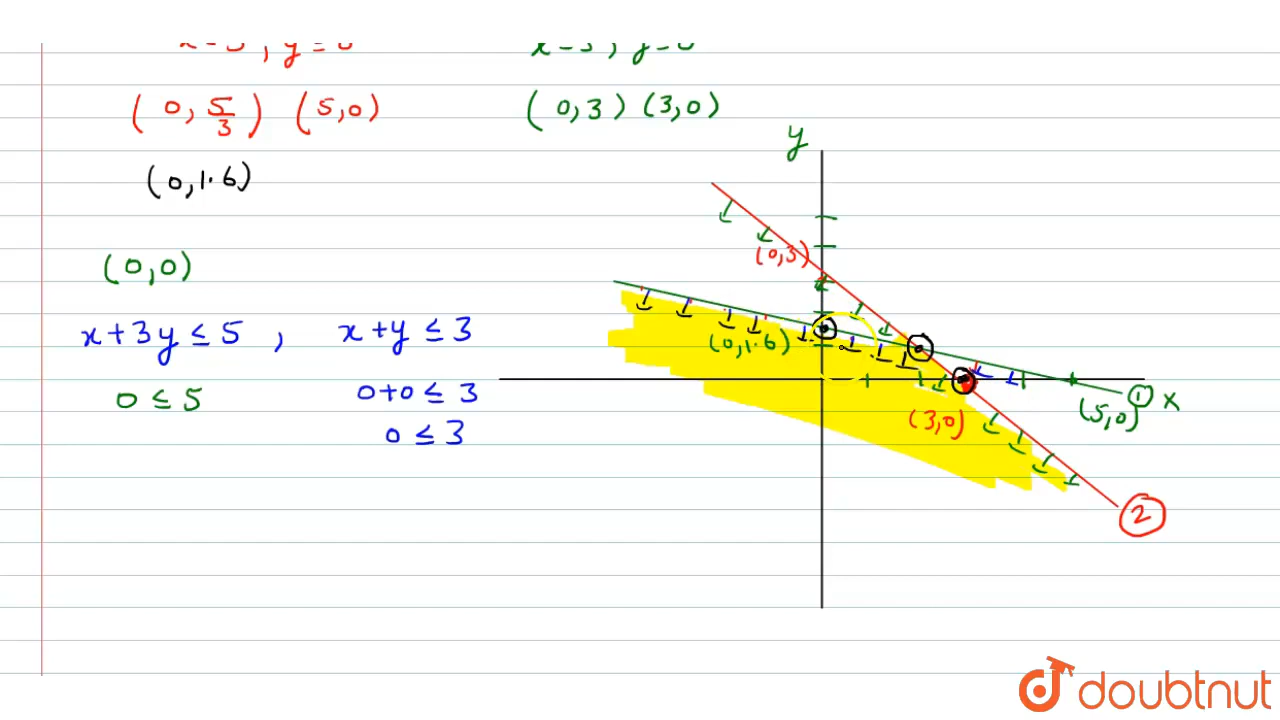 (0, 5/3) (5,0)
(0,3) (3,0)
(0,1.6)
(0,0)
x+3y≤5 , x+y≤3
0≤5
0+0≤3
0≤3
y
(0,3)
(0,1.6)
(3,0)
(5,0)
1
x
2
doubtnut